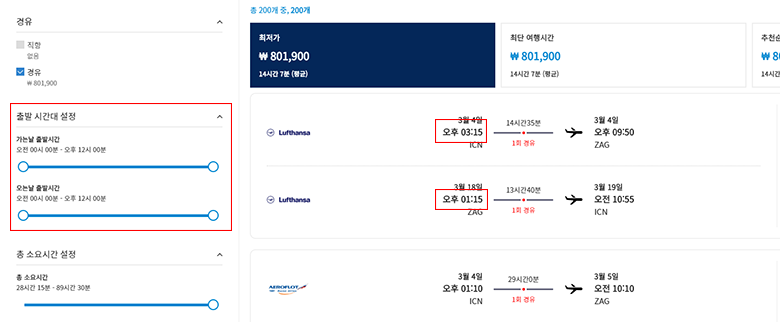 경유
직항
없음
경유
₩ 801,900
출발 시간대 설정
가는날 출발시간
오전 00시 00분 - 오후 12시 00분
오는날 출발시간
오전 00시 00분 - 오후 12시 00분
총 소요시간 설정
총 소요시간
28시간 15분 - 89시간 30분
총 200개 중, 200개
최저가
₩ 801,900
14시간 7분 (평균)
최단 여행시간
₩ 801,900
14시간 7분 (평균)
추천순
₩ 80
14시간
Lufthansa
3월 4일
오후 03:15
ICN
14시간35분
1회 경유
3월 4일
오후 09:50
ZAG
Lufthansa
3월 18일
오후 01:15
ZAG
13시간40분
1회 경유
3월 19일
오전 10:55
ICN
AEROFLOT
3월 4일
오후 01:10
ICN
29시간0분
1회 경유
3월 5일
오전 10:10
ZAG